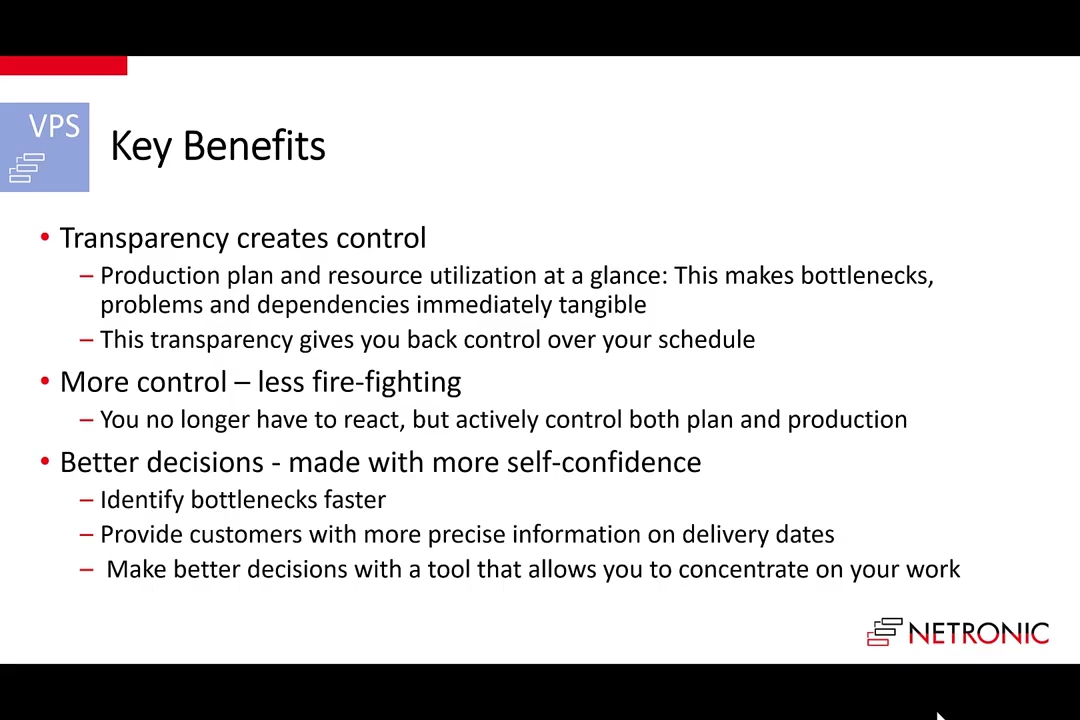 VPS
Key Benefits
• Transparency creates control
– Production plan and resource utilization at a glance: This makes bottlenecks,
problems and dependencies immediately tangible
– This transparency gives you back control over your schedule
• More control – less fire-fighting
– You no longer have to react, but actively control both plan and production
• Better decisions - made with more self-confidence
– Identify bottlenecks faster
– Provide customers with more precise information on delivery dates
– Make better decisions with a tool that allows you to concentrate on your work
NETRONIC